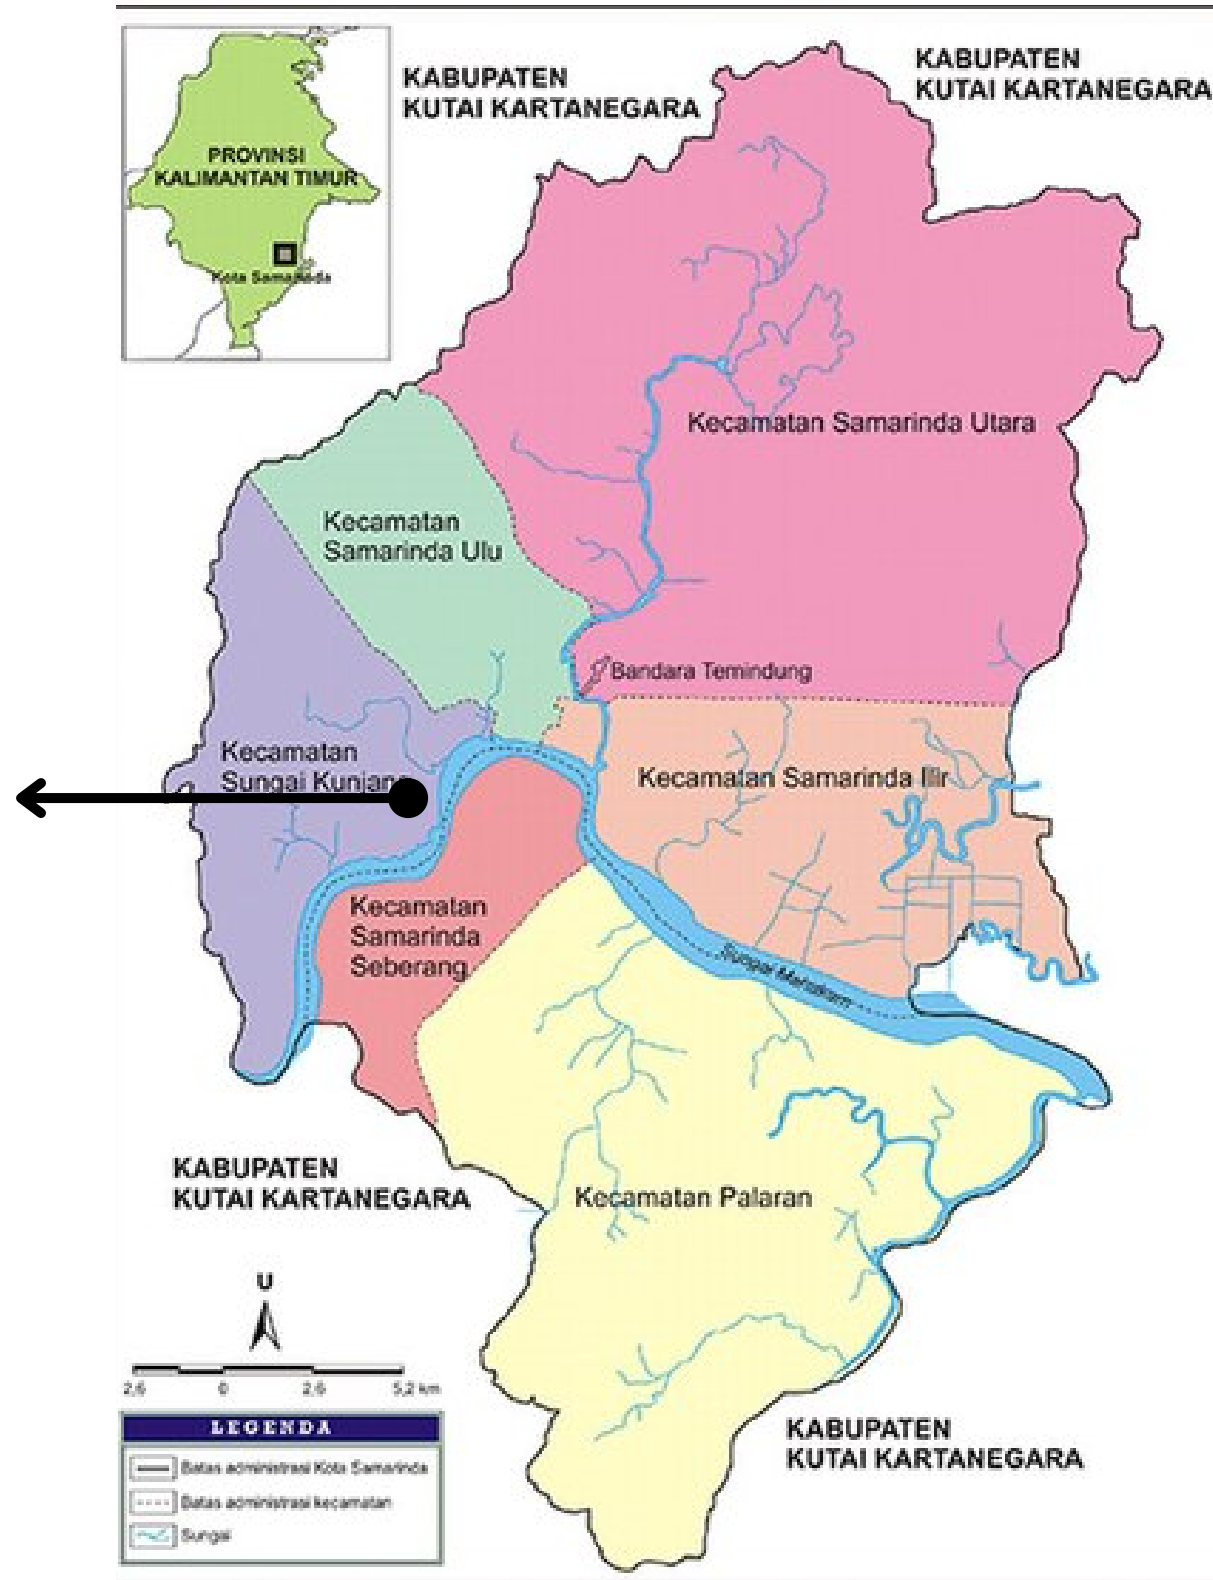 KABUPATEN
KUTAI KARTANEGARA
KABUPATEN
KUTAI KARTANEGARA
PROVINSI
KALIMANTAN TIMUR
Kota Samarinda
Kecamatan Samarinda Utara
Kecamatan
Samarinda Ulu
Bandara Temindung
Kecamatan
Sungai Kunjang
Kecamatan Samarinda Ilir
Kecamatan
Samarinda
Seberang
Sungai Mahakam
KABUPATEN
KUTAI KARTANEGARA
Kecamatan Palaran
U
2,6 0 2,6 5,2 km
KABUPATEN
KUTAI KARTANEGARA
LEGENDA
Batas administrasi Kota Samarinda
Batas administrasi kecamatan
Sungai